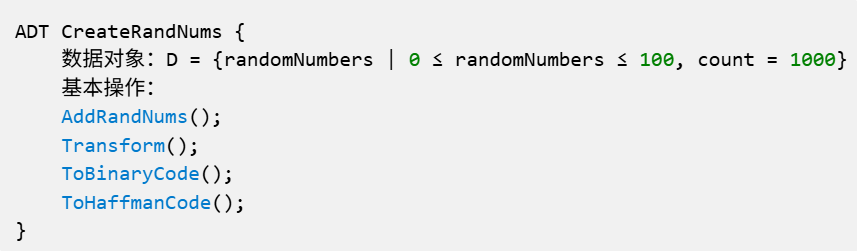 ADT CreateRandNums {
数据对象：D = {randomNumbers | 0 ≤ randomNumbers ≤ 100, count = 1000}
基本操作：
AddRandNums();
Transform();
ToBinaryCode();
ToHaffmanCode();
}